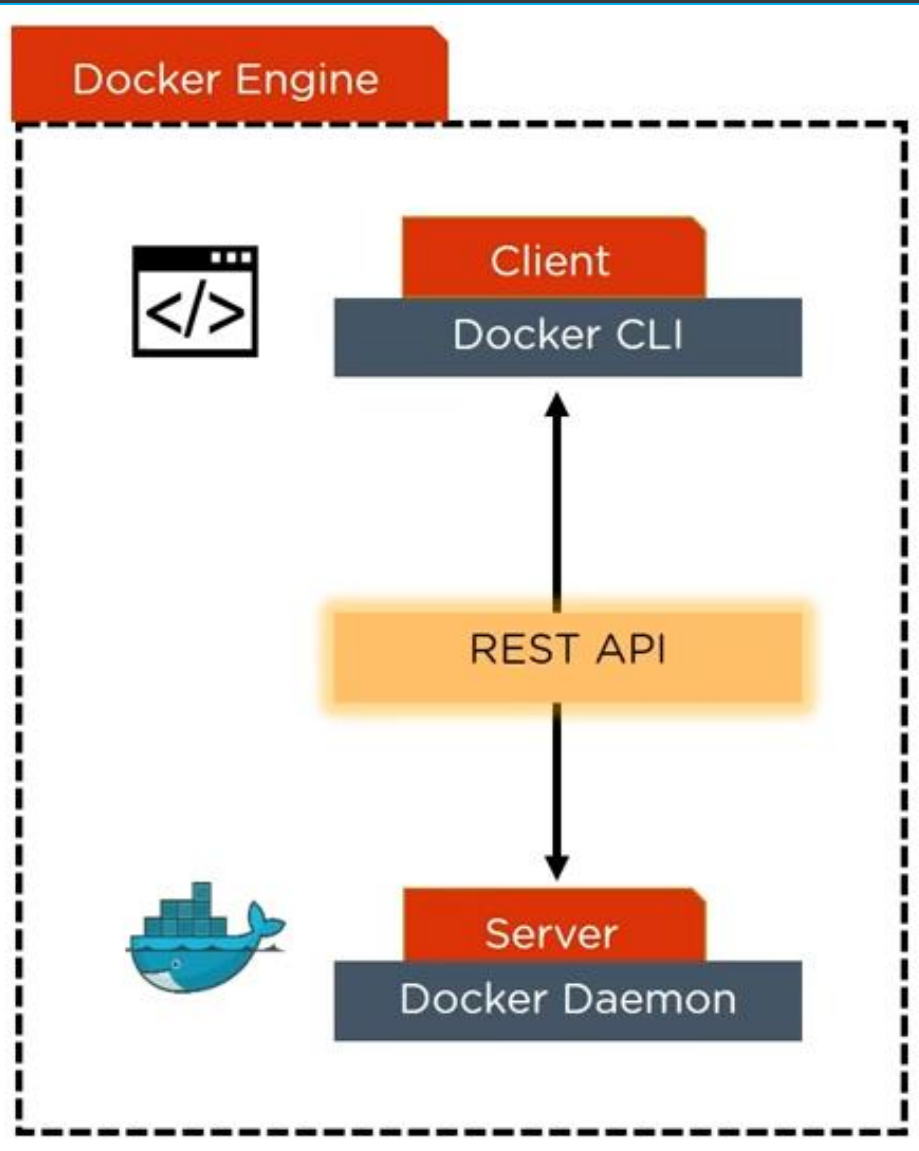 Docker Engine
</>
Client
Docker CLI
REST API
Server
Docker Daemon